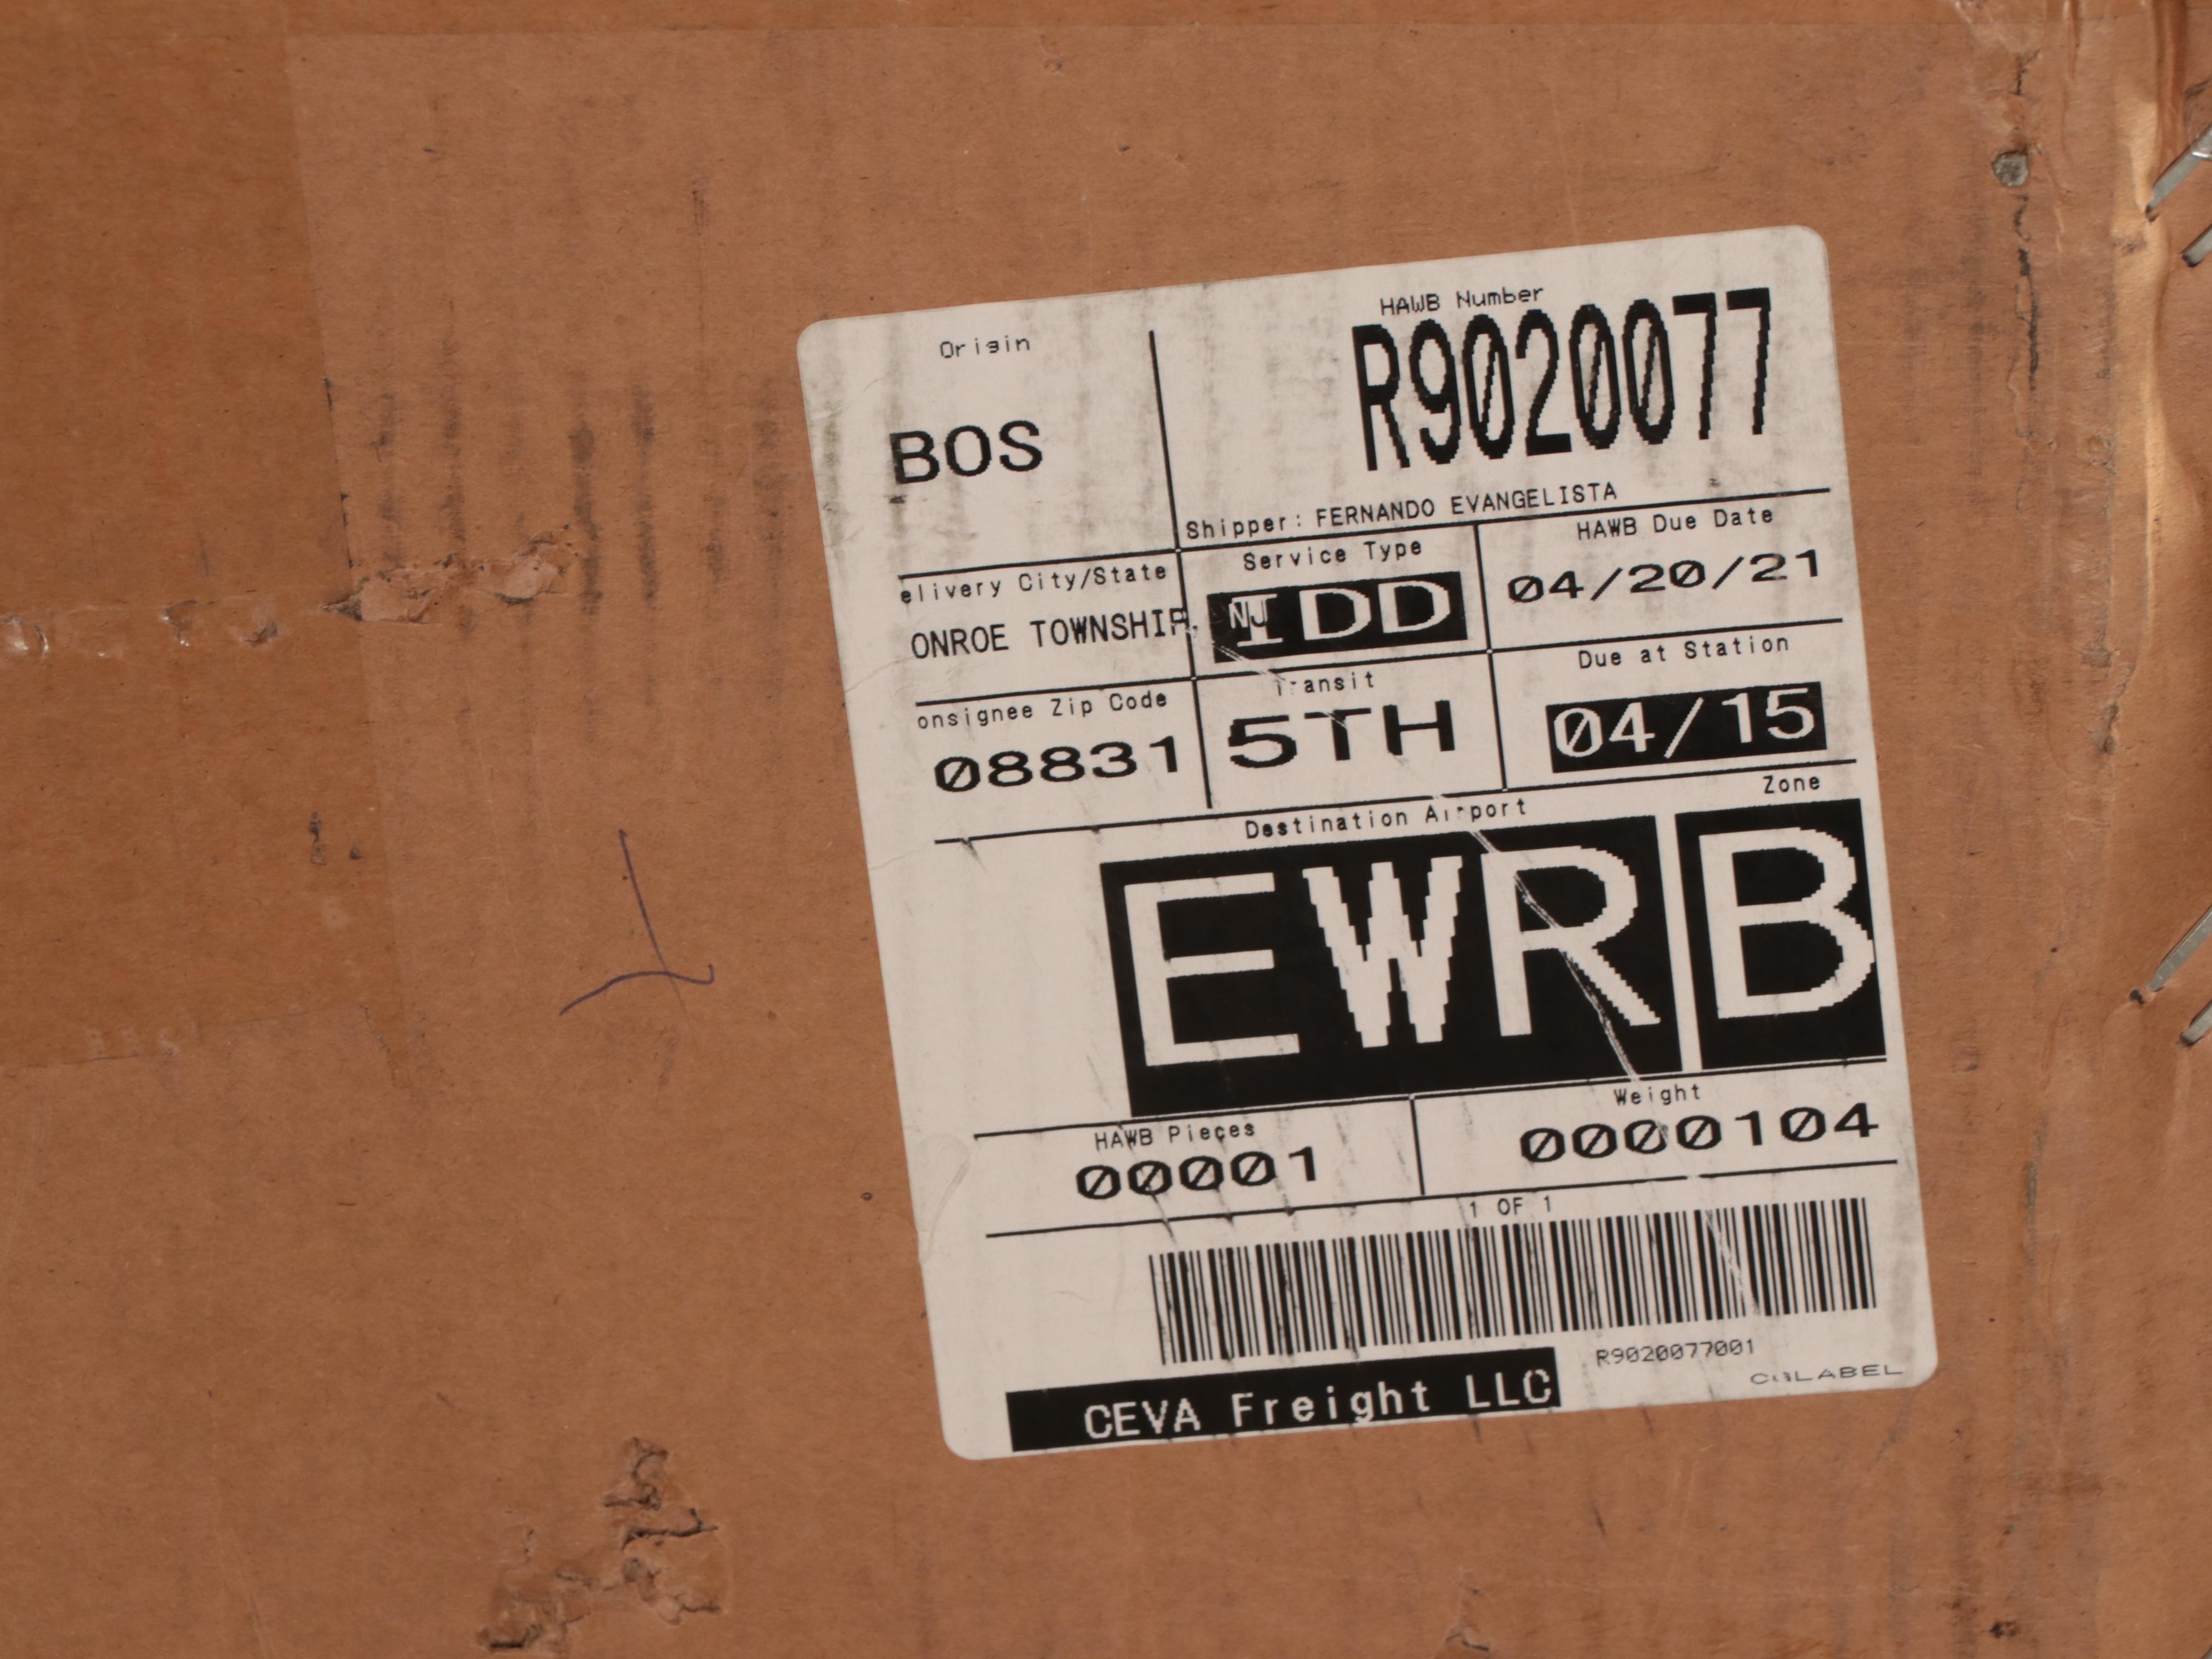 Origin
BOS
HAWB Number
R9020077
Shipper: FERNANDO EVANGELISTA
elivery City/State
ONROE TOWNSHIP, NJ
Service Type
IDD
HAWB Due Date
04/20/21
onsignee Zip Code
08831
Transit
5TH
Due at Station
04/15
Destination Airport
EWR
Zone
B
HAWB Pieces
00001
Weight
0000104
1 OF 1
R9020077001
CEVA Freight LLC